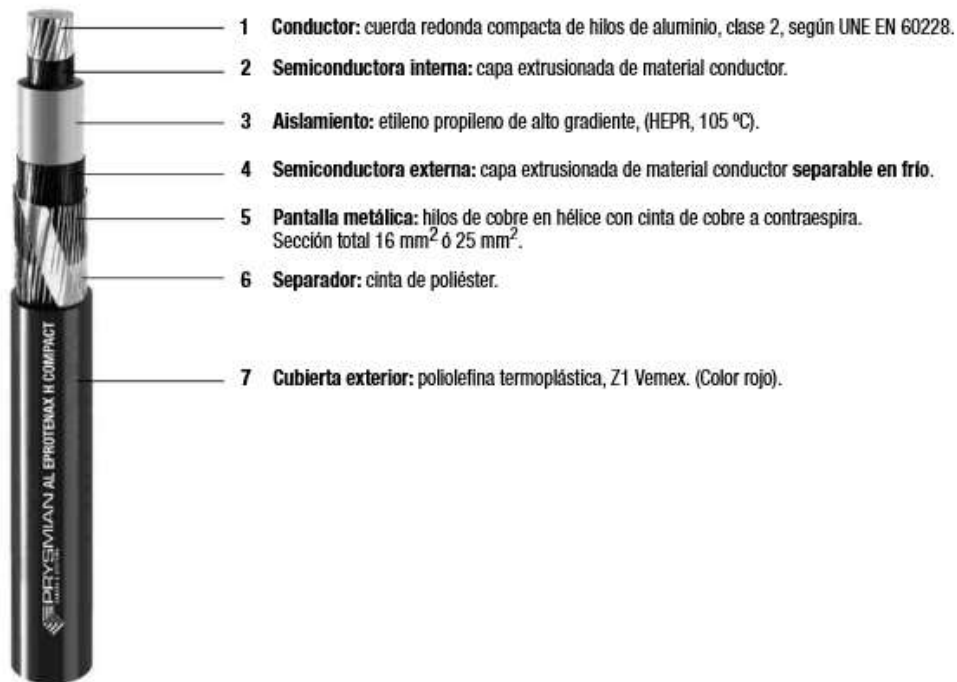 1 Conductor: cuerda redonda compacta de hilos de aluminio, clase 2, según UNE EN 60228.
2 Semiconductora interna: capa extrusionada de material conductor.
3 Aislamiento: etileno propileno de alto gradiente, (HEPR, 105 ºC).
4 Semiconductora externa: capa extrusionada de material conductor separable en frío.
5 Pantalla metálica: hilos de cobre en hélice con cinta de cobre a contraespira.
Sección total 16 mm² ó 25 mm².
6 Separador: cinta de poliéster.
7 Cubierta exterior: poliolefina termoplástica, Z1 Vemex. (Color rojo).
PRYSMIAN AL EPROTENAX H COMPACT